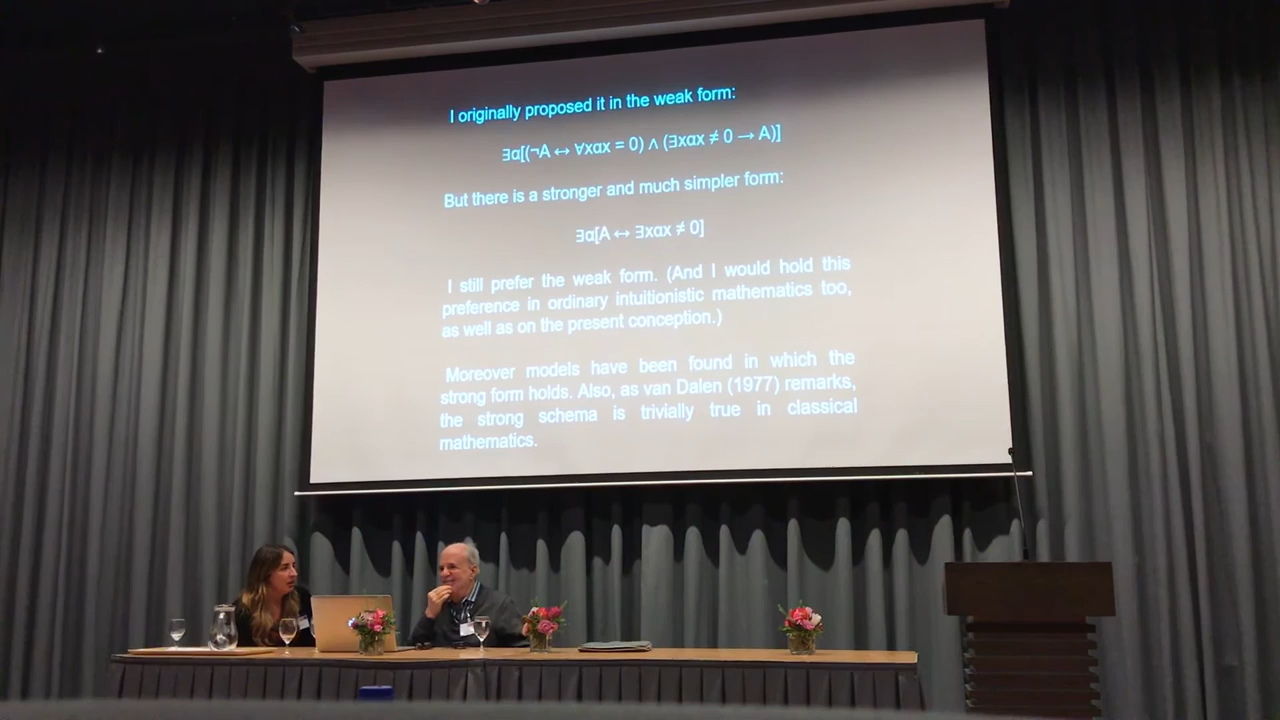 I originally proposed it in the weak form:
∃α[(¬A ↔ ∀xαx = 0) ∧ (∃xαx ≠ 0 → A)]
But there is a stronger and much simpler form:
∃α[A ↔ ∃xαx ≠ 0]
I still prefer the weak form. (And I would hold this
preference in ordinary intuitionistic mathematics too,
as well as on the present conception.)
Moreover models have been found in which the
strong form holds. Also, as van Dalen (1977) remarks,
the strong schema is trivially true in classical
mathematics.